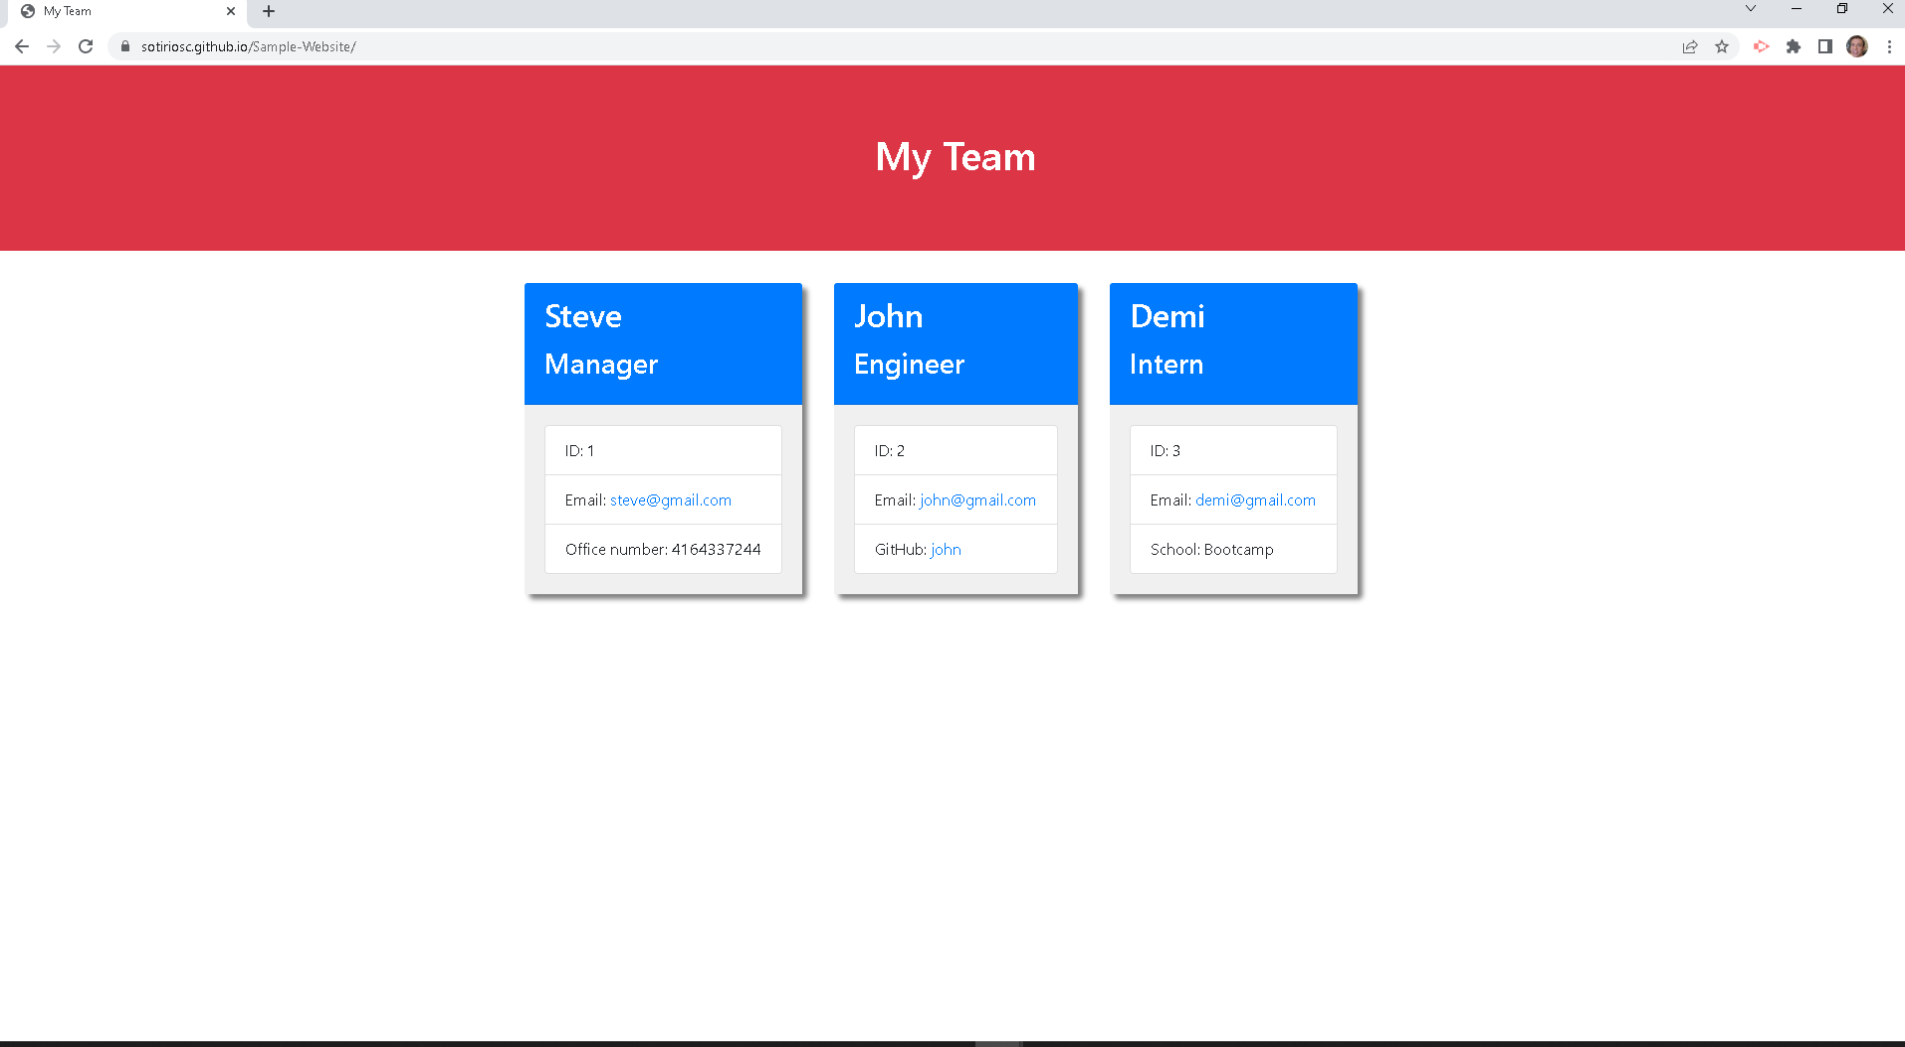 My Team
sotiriosc.github.io/Sample-Website/
My Team
Steve
Manager
ID: 1
Email: steve@gmail.com
Office number: 4164337244
John
Engineer
ID: 2
Email: john@gmail.com
GitHub: john
Demi
Intern
ID: 3
Email: demi@gmail.com
School: Bootcamp